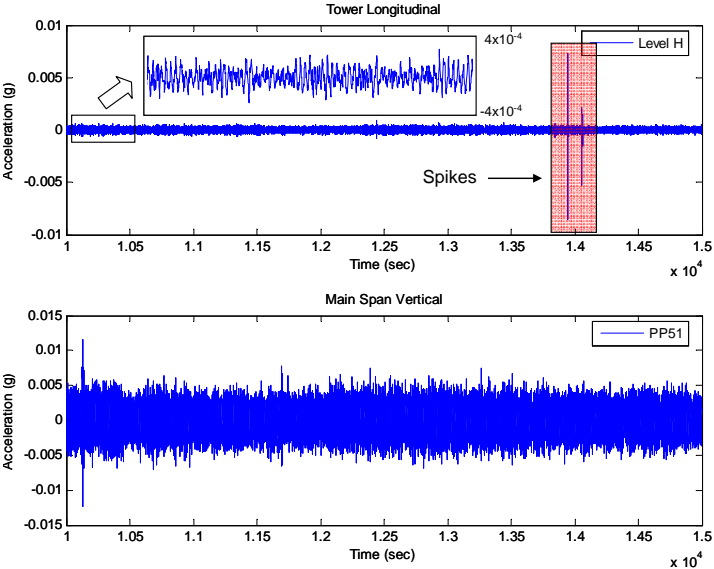 Tower Longitudinal
0.01
0.005
0
-0.005
-0.01
Acceleration (g)
4x10-4
-4x10-4
Level H
Spikes
1 1.05 1.1 1.15 1.2 1.25 1.3 1.35 1.4 1.45 1.5
Time (sec)
x 10^4
Main Span Vertical
0.015
0.01
0.005
0
-0.005
-0.01
-0.015
Acceleration (g)
PP51
1 1.05 1.1 1.15 1.2 1.25 1.3 1.35 1.4 1.45 1.5
Time (sec)
x 10^4